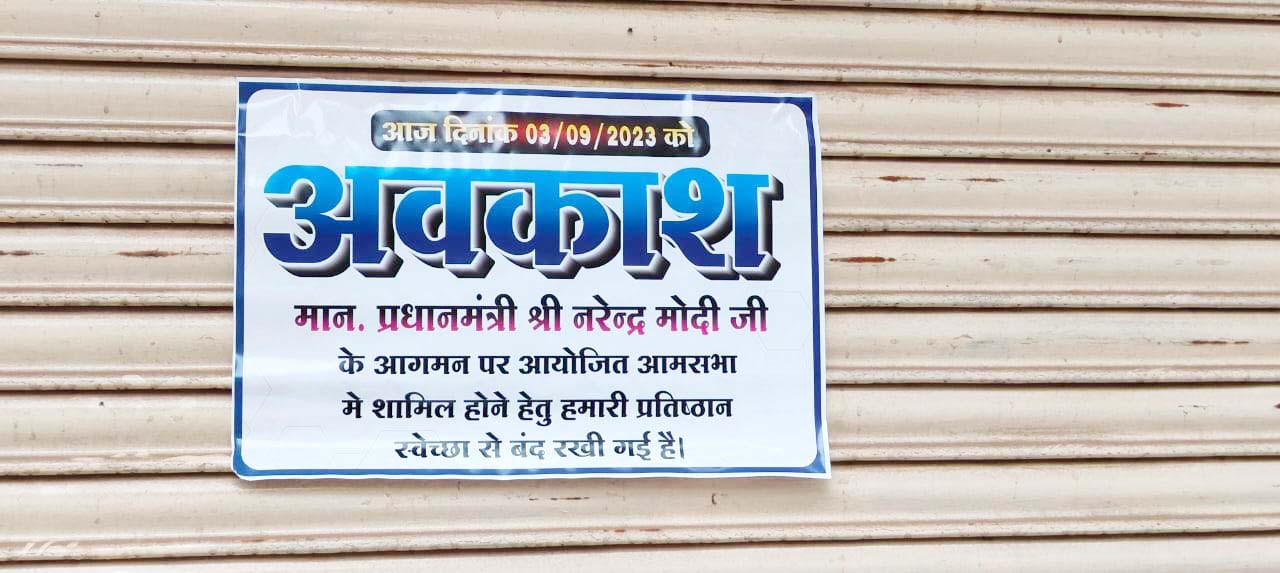 आज दिनांक 03/09/2023 को
अवकाश
मान. प्रधानमंत्री श्री नरेन्द्र मोदी जी
के आगमन पर आयोजित आमसभा
मे शामिल होने हेतु हमारी प्रतिष्ठान
स्वेच्छा से बंद रखी गई है।